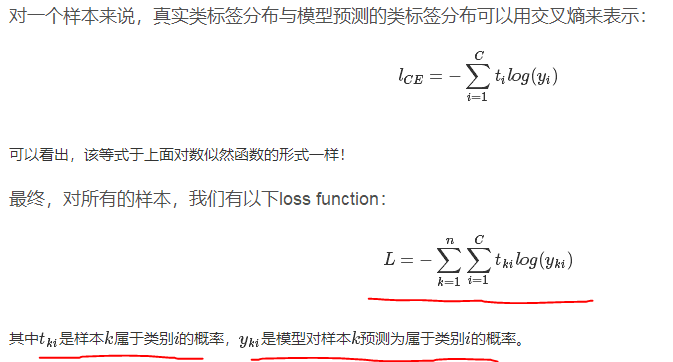 对一个样本来说，真实类标签分布与模型预测的类标签分布可以用交叉熵来表示：
l_{CE} = -\sum_{i=1}^{C} t_i log(y_i)
可以看出，该等式于上面对数似然函数的形式一样！
最终，对所有的样本，我们有以下loss function：
L = -\sum_{k=1}^{n} \sum_{i=1}^{C} t_{ki} log(y_{ki})
其中t_{ki}是样本k属于类别i的概率，y_{ki}是模型对样本k预测为属于类别i的概率。